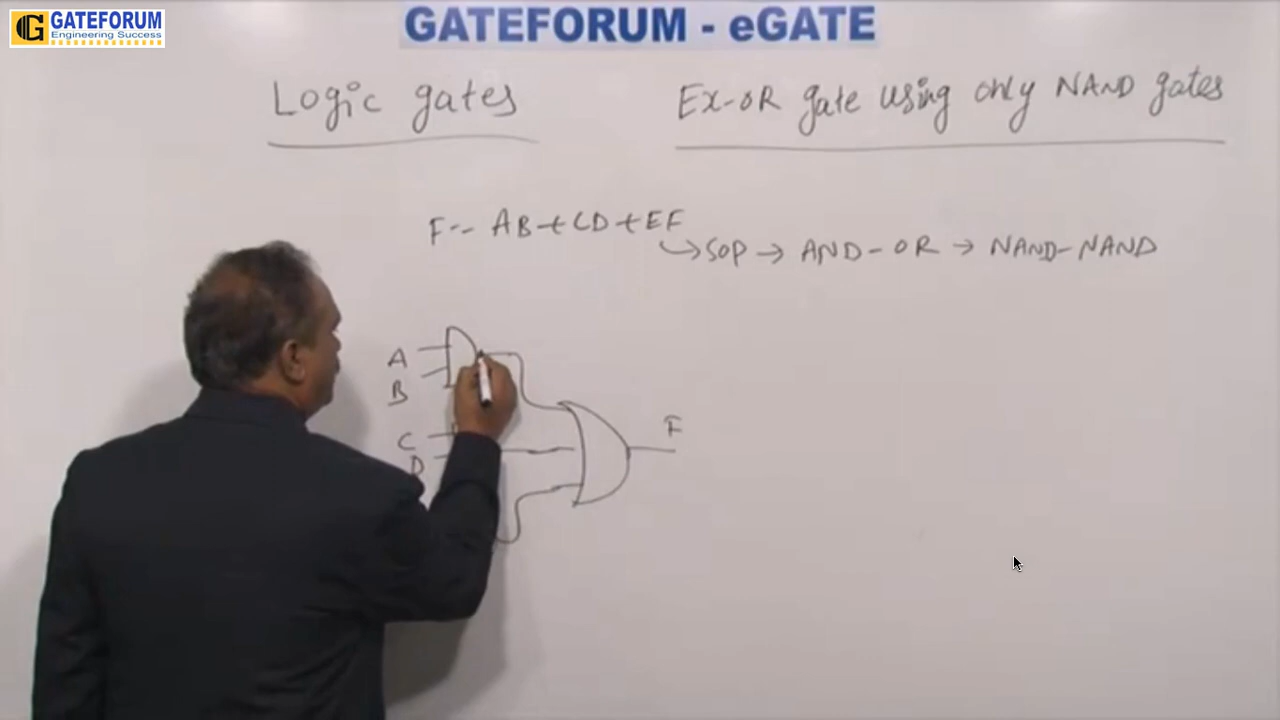 GATEFORUM
Engineering Success
GATEFORUM - eGATE
Logic gates
Ex-OR gate using only NAND gates
F = AB+CD+EF
SOP → AND-OR → NAND-NAND
A
B
C
D
F